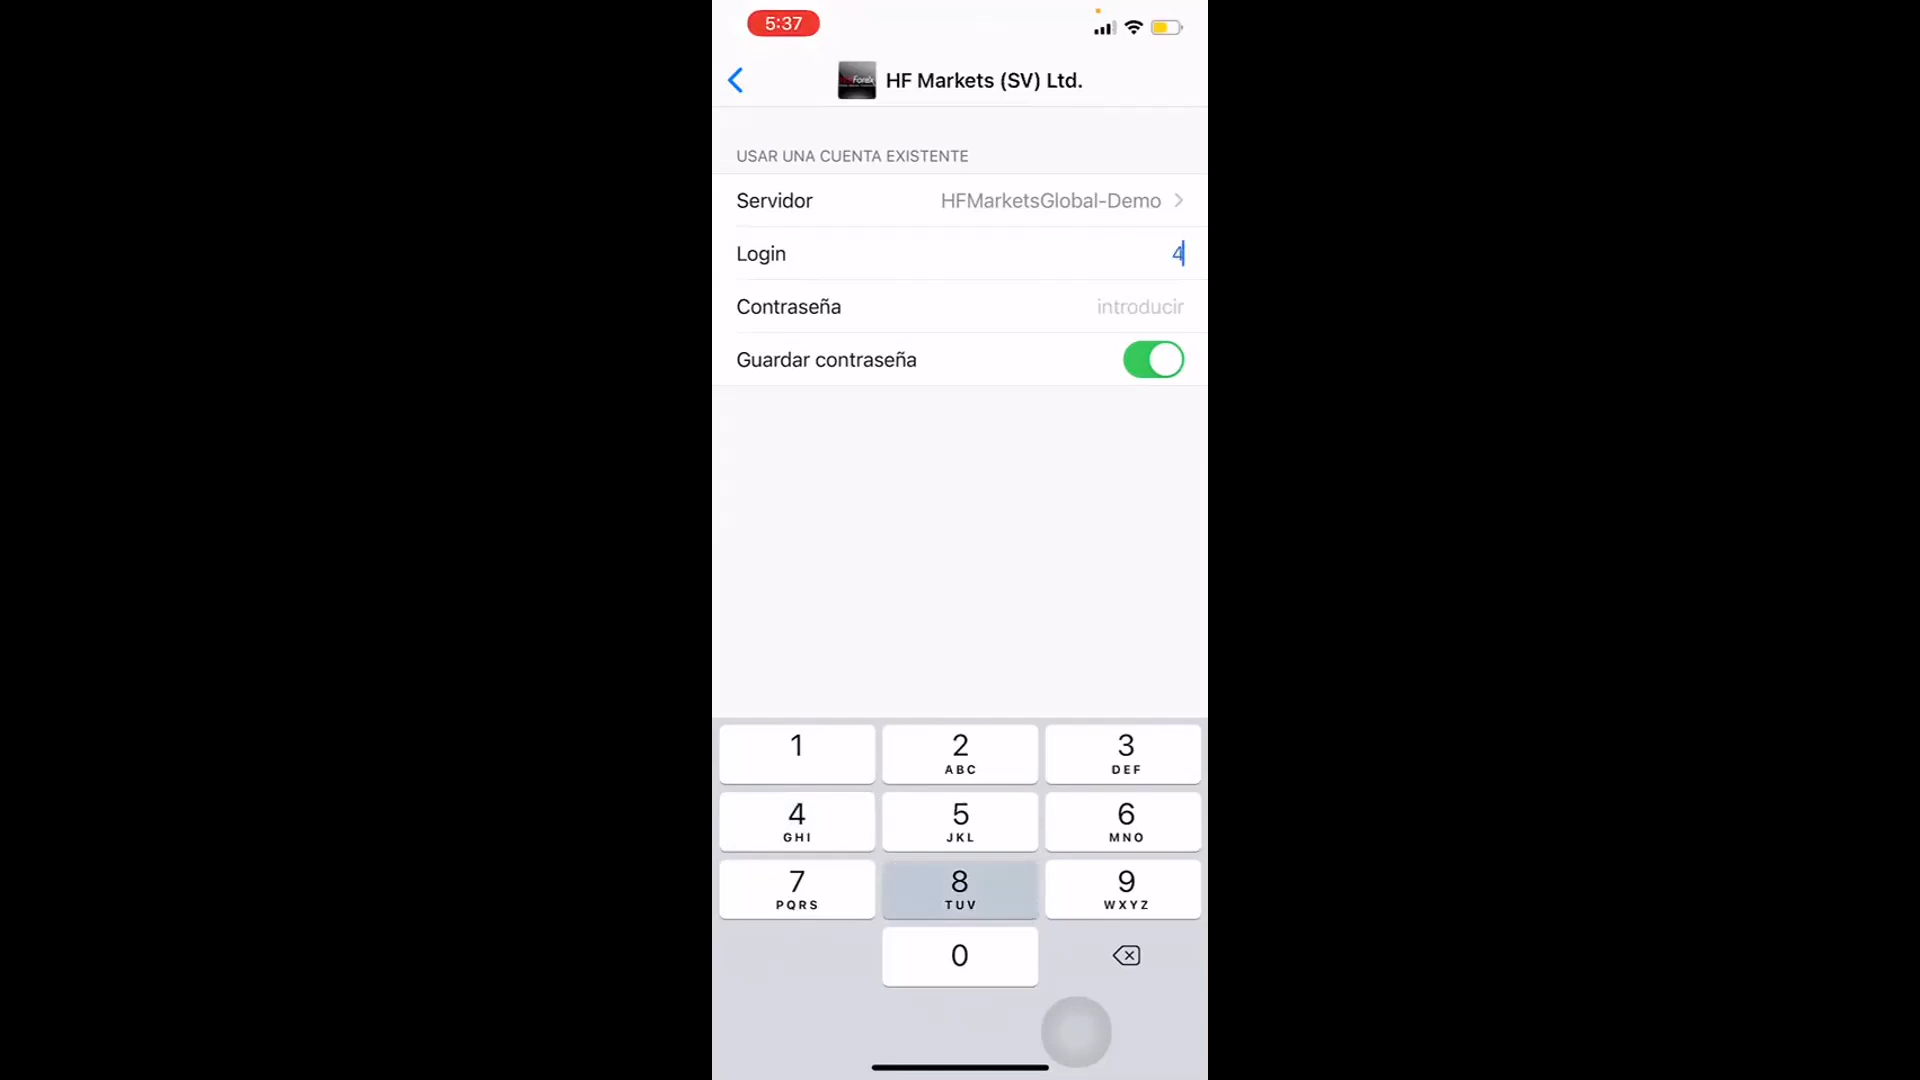 5:37
HF Markets (SV) Ltd.
USAR UNA CUENTA EXISTENTE
Servidor HFMarketsGlobal-Demo
Login 4
Contraseña introducir
Guardar contraseña
1 2 3
ABC DEF
4 5 6
GHI JKL MNO
7 8 9
PQRS TUV WXYZ
0